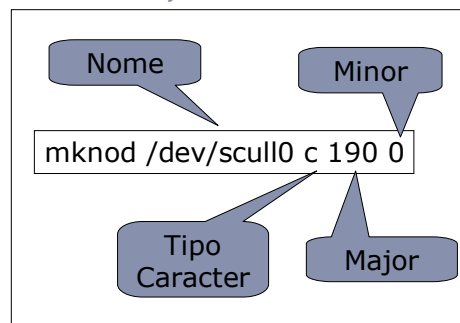 Nome
Minor
mknod /dev/scull0 c 190 0
Tipo
Caracter
Major